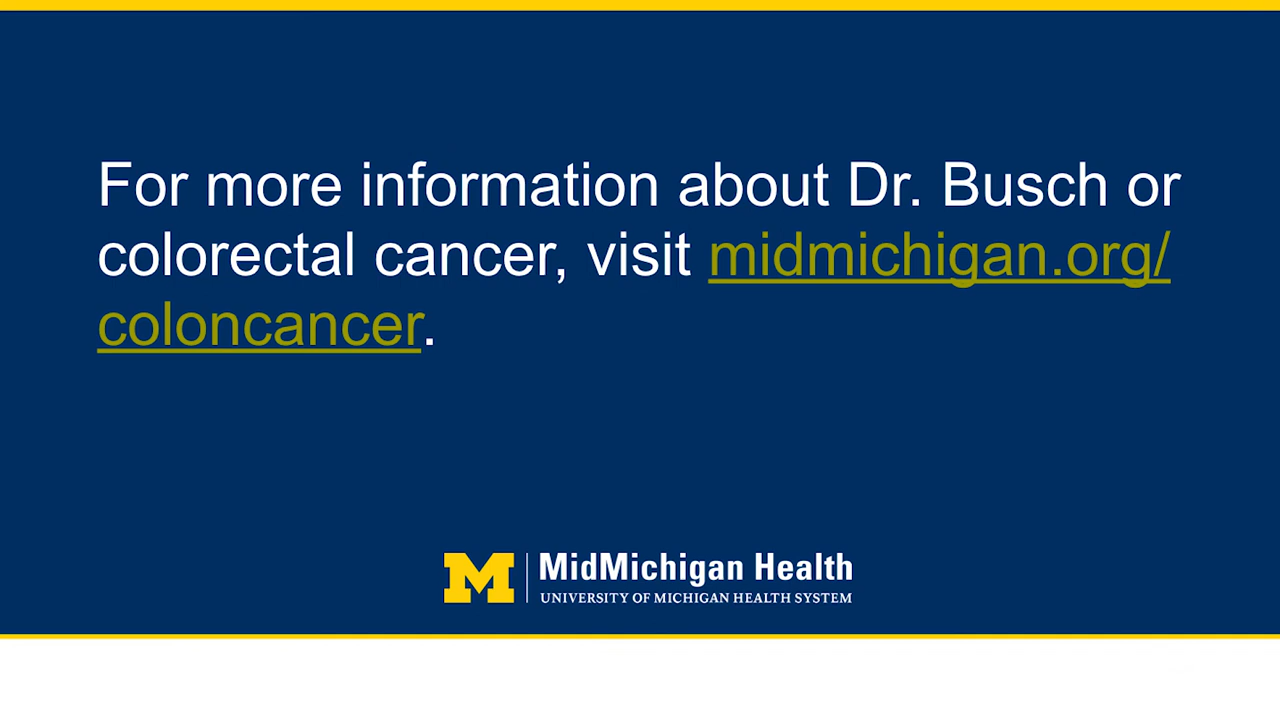 For more information about Dr. Busch or
colorectal cancer, visit midmichigan.org/
coloncancer.
M MidMichigan Health
UNIVERSITY OF MICHIGAN HEALTH SYSTEM